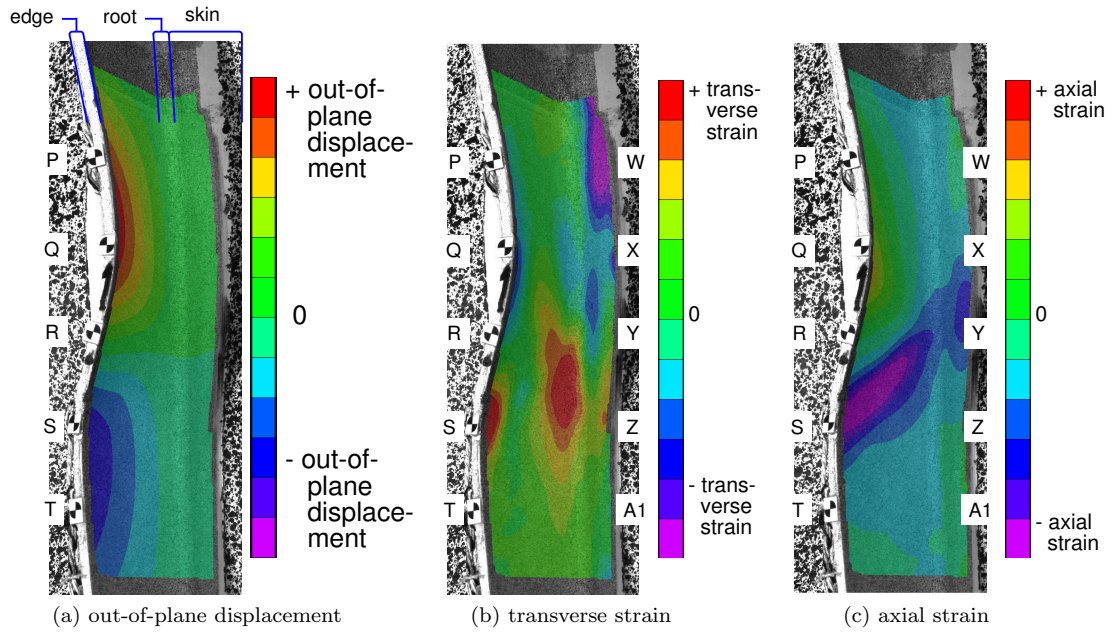 edge
root
skin
P
Q
R
S
T
+ out-of-
plane
displace-
ment
0
- out-of-
plane
displace-
ment
(a) out-of-plane displacement
P
Q
R
S
T
W
X
Y
Z
A1
+ trans-
verse
strain
0
- trans-
verse
strain
(b) transverse strain
P
Q
R
S
T
W
X
Y
Z
A1
+ axial
strain
0
- axial
strain
(c) axial strain